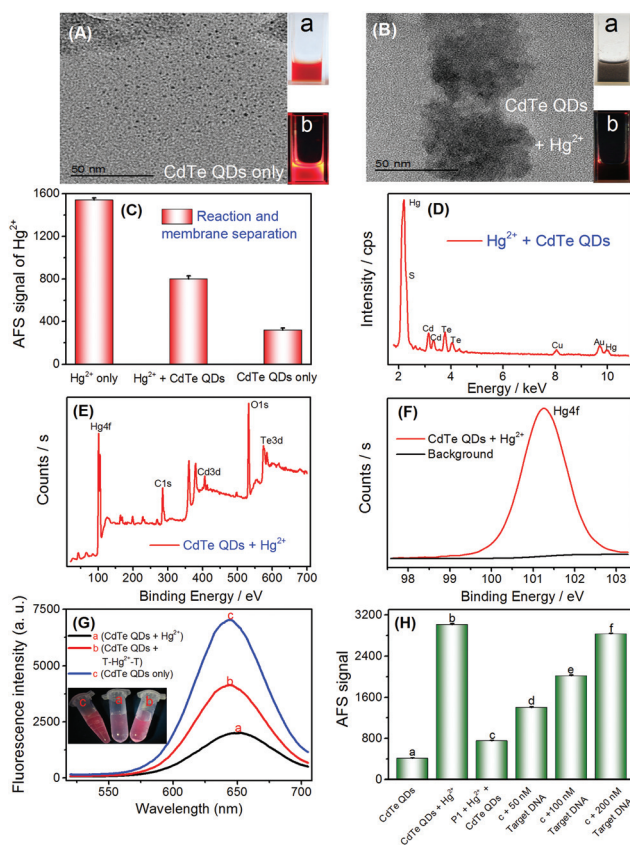 (A)
a
b
50 nm
CdTe QDs only
(B)
a
CdTe QDs
+ Hg²⁺
b
50 nm
(C)
AFS signal of Hg²⁺
1600
1200
800
400
0
Reaction and
membrane separation
Hg²⁺ only
Hg²⁺ + CdTe QDs
CdTe QDs only
(D)
Intensity / cps
Hg
S
Hg²⁺ + CdTe QDs
Cd
Cd
Te
Te
Cu
Au
Hg
2
4
6
8
10
Energy / keV
(E)
Counts / s
Hg4f
C1s
Cd3d
O1s
Te3d
CdTe QDs + Hg²⁺
100
200
300
400
500
600
700
Binding Energy / eV
(F)
Counts / s
Hg4f
CdTe QDs + Hg²⁺
Background
98
99
100
101
102
103
Binding Energy / eV
(G)
Fluorescence intensity (a. u.)
7500
5000
2500
0
a (CdTe QDs + Hg²⁺)
b (CdTe QDs +
T-Hg²⁺-T)
c (CdTe QDs only)
c
a
b
c
b
a
550
600
650
700
Wavelength (nm)
(H)
AFS signal
3200
2400
1600
800
0
a
b
c
d
e
f
CdTe QDs
CdTe QDs + Hg²⁺
P1 + Hg²⁺ +
CdTe QDs
c + 50 nM
Target DNA
c + 100 nM
Target DNA
c + 200 nM
Target DNA